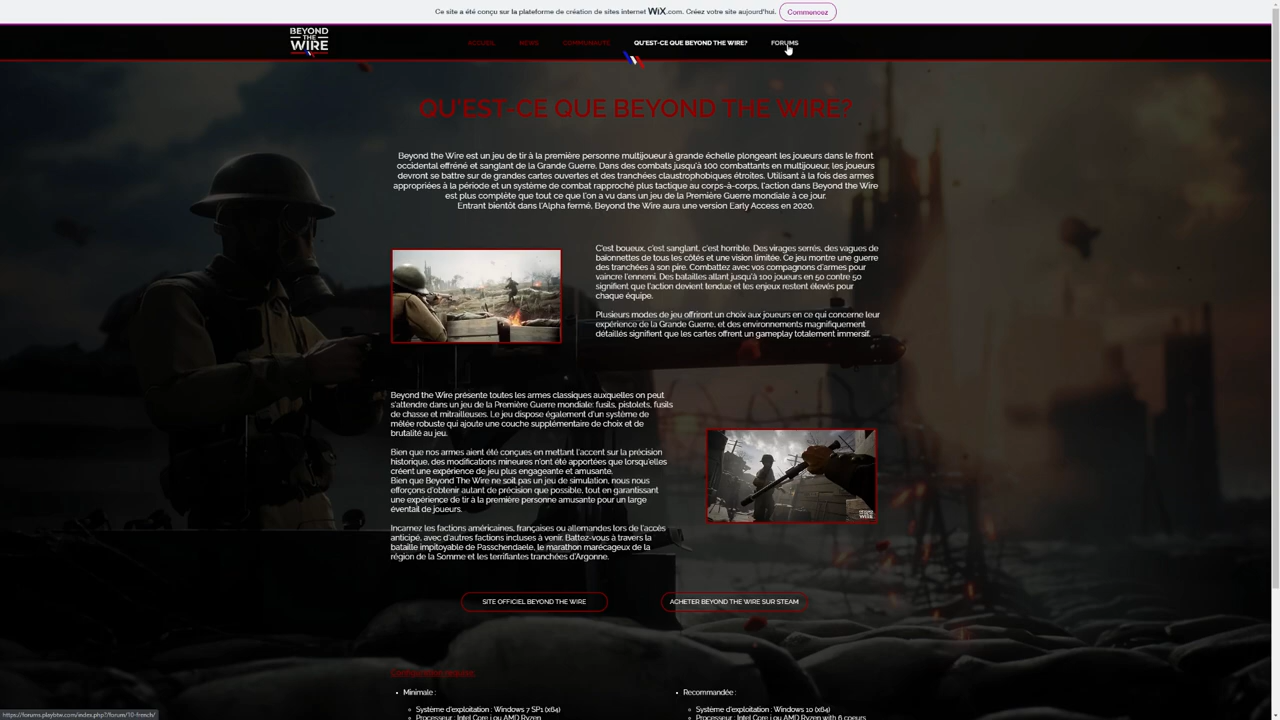 Ce site a été conçu sur la plateforme de création de sites internet WiX.com. Créez votre site aujourd'hui. Commencez
BEYOND
THE
WIRE
ACCUEIL NEWS COMMUNAUTÉ QU'EST-CE QUE BEYOND THE WIRE? FORUMS
QU'EST-CE QUE BEYOND THE WIRE?
Beyond the Wire est un jeu de tir à la première personne multijoueur à grande échelle plongeant les joueurs dans le front
occidental effréné et sanglant de la Grande Guerre. Dans des combats jusqu'à 100 combattants en multijoueur, les joueurs
devront se battre sur de grandes cartes ouvertes et des tranchées claustrophobiques étroites. Utilisant à la fois des armes
appropriées à la période et un système de combat rapproché plus tactique au corps-à-corps, l'action dans Beyond the Wire
est plus complète que tout ce que l'on a vu dans un jeu de la Première Guerre mondiale à ce jour.
Entrant bientôt dans l'Alpha fermé, Beyond the Wire aura une version Early Access en 2020.
C'est boueux, c'est sanglant, c'est horrible. Des virages serrés, des vagues de
baïonnettes de tous les côtés et une vision limitée. Ce jeu montre une guerre
des tranchées à son pire. Combattez avec vos compagnons d'armes pour
vaincre l'ennemi. Des batailles allant jusqu'à 100 joueurs en 50 contre 50
signifient que l'action devient tendue et les enjeux restent élevés pour
chaque équipe.
Plusieurs modes de jeu offriront un choix aux joueurs en ce qui concerne leur
expérience de la Grande Guerre, et des environnements magnifiquement
détaillés signifient que les cartes offrent un gameplay totalement immersif.
Beyond the Wire présente toutes les armes classiques auxquelles on peut
s'attendre dans un jeu de la Première Guerre mondiale: fusils, pistolets, fusils
de chasse et mitrailleuses. Le jeu dispose également d'un système de
mêlée robuste qui ajoute une couche supplémentaire de choix et de
brutalité au jeu.
Bien que nos armes aient été conçues en mettant l'accent sur la précision
historique, des modifications mineures n'ont été apportées que lorsqu'elles
créent une expérience de jeu plus engageante et amusante.
Bien que Beyond The Wire ne soit pas un jeu de simulation, nous nous
efforçons d'obtenir autant de précision que possible, tout en garantissant
une expérience de tir à la première personne amusante pour un large
éventail de joueurs.
Incarnez les factions américaines, françaises ou allemandes lors de l'accès
anticipé, avec d'autres factions incluses à venir. Battez-vous à travers la
bataille impitoyable de Passchendaele, le marathon marécageux de la
région de la Somme et les terrifiantes tranchées d'Argonne.
SITE OFFICIEL BEYOND THE WIRE ACHETER BEYOND THE WIRE SUR STEAM
Configuration requise:
Minimale : Recommandée :
Système d'exploitation : Windows 7 SP1 (x64) Système d'exploitation : Windows 10 (x64)
Processeur : Intel Core i ou AMD Ryzen Processeur : Intel Core i ou AMD Ryzen with 6 coeurs
https://forums.playbtw.com/index.php?/forum/10-french/